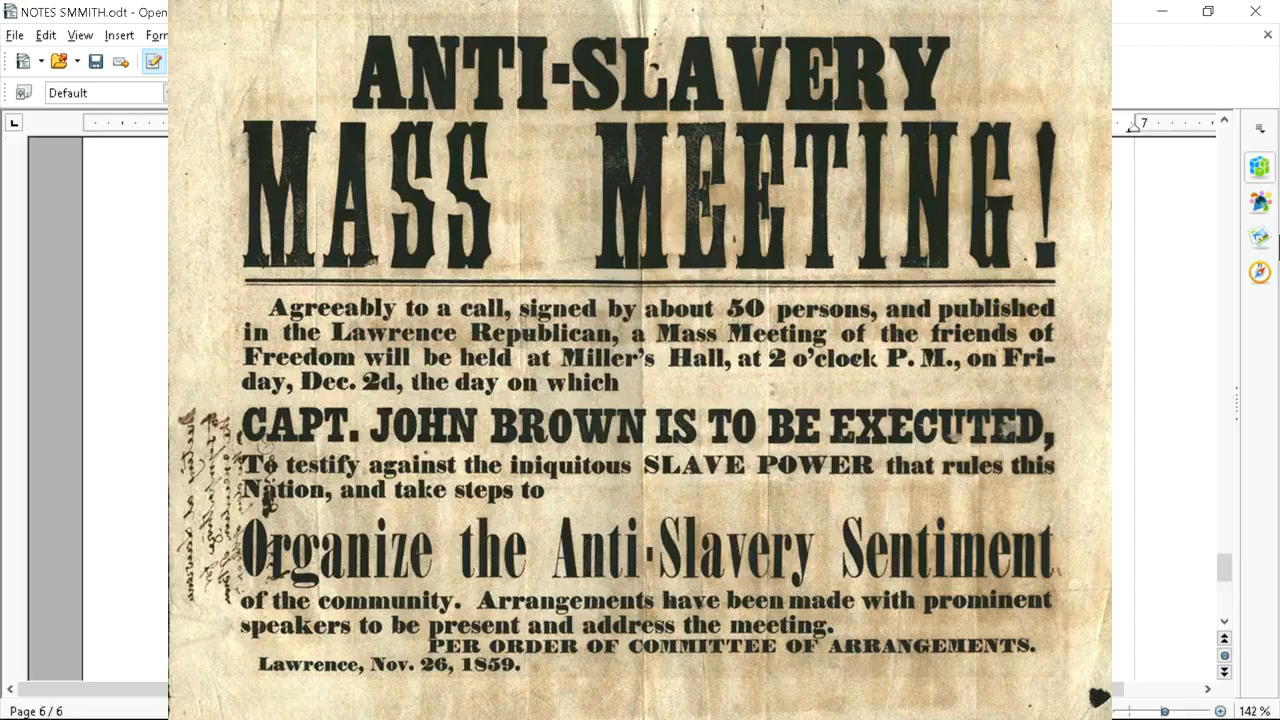 NOTES SMMITH.odt - Open
File Edit View Insert Forn
Default
7
ANTI-SLAVERY
MASS MEETING!
Agreeably to a call, signed by about 50 persons, and published
in the Lawrence Republican, a Mass Meeting of the friends of
Freedom will be held at Miller's Hall, at 2 o'clock P. M., on Fri-
day, Dec. 2d, the day on which
CAPT. JOHN BROWN IS TO BE EXECUTED,
To testify against the iniquitous SLAVE POWER that rules this
Nation, and take steps to
Organize the Anti-Slavery Sentiment
of the community. Arrangements have been made with prominent
speakers to be present and address the meeting.
PER ORDER OF COMMITTEE OF ARRANGEMENTS.
Lawrence, Nov. 26, 1859.
Page 6 / 6
142 %